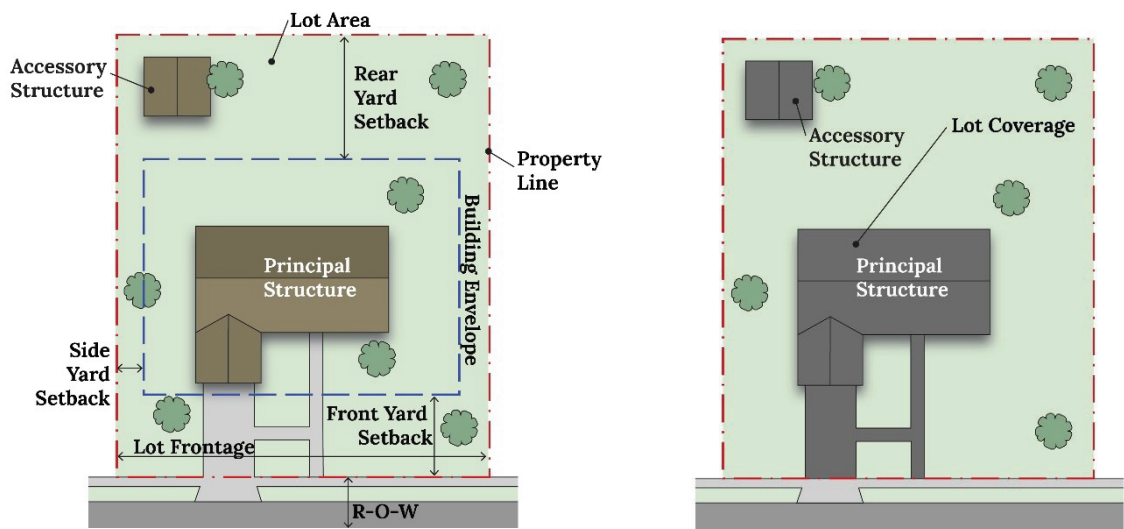 Lot Area
Accessory
Structure
Rear
Yard
Setback
Property
Line
Building Envelope
Principal
Structure
Side
Yard
Setback
Front Yard
Setback
Lot Frontage
R-O-W
Lot Coverage
Accessory
Structure
Principal
Structure